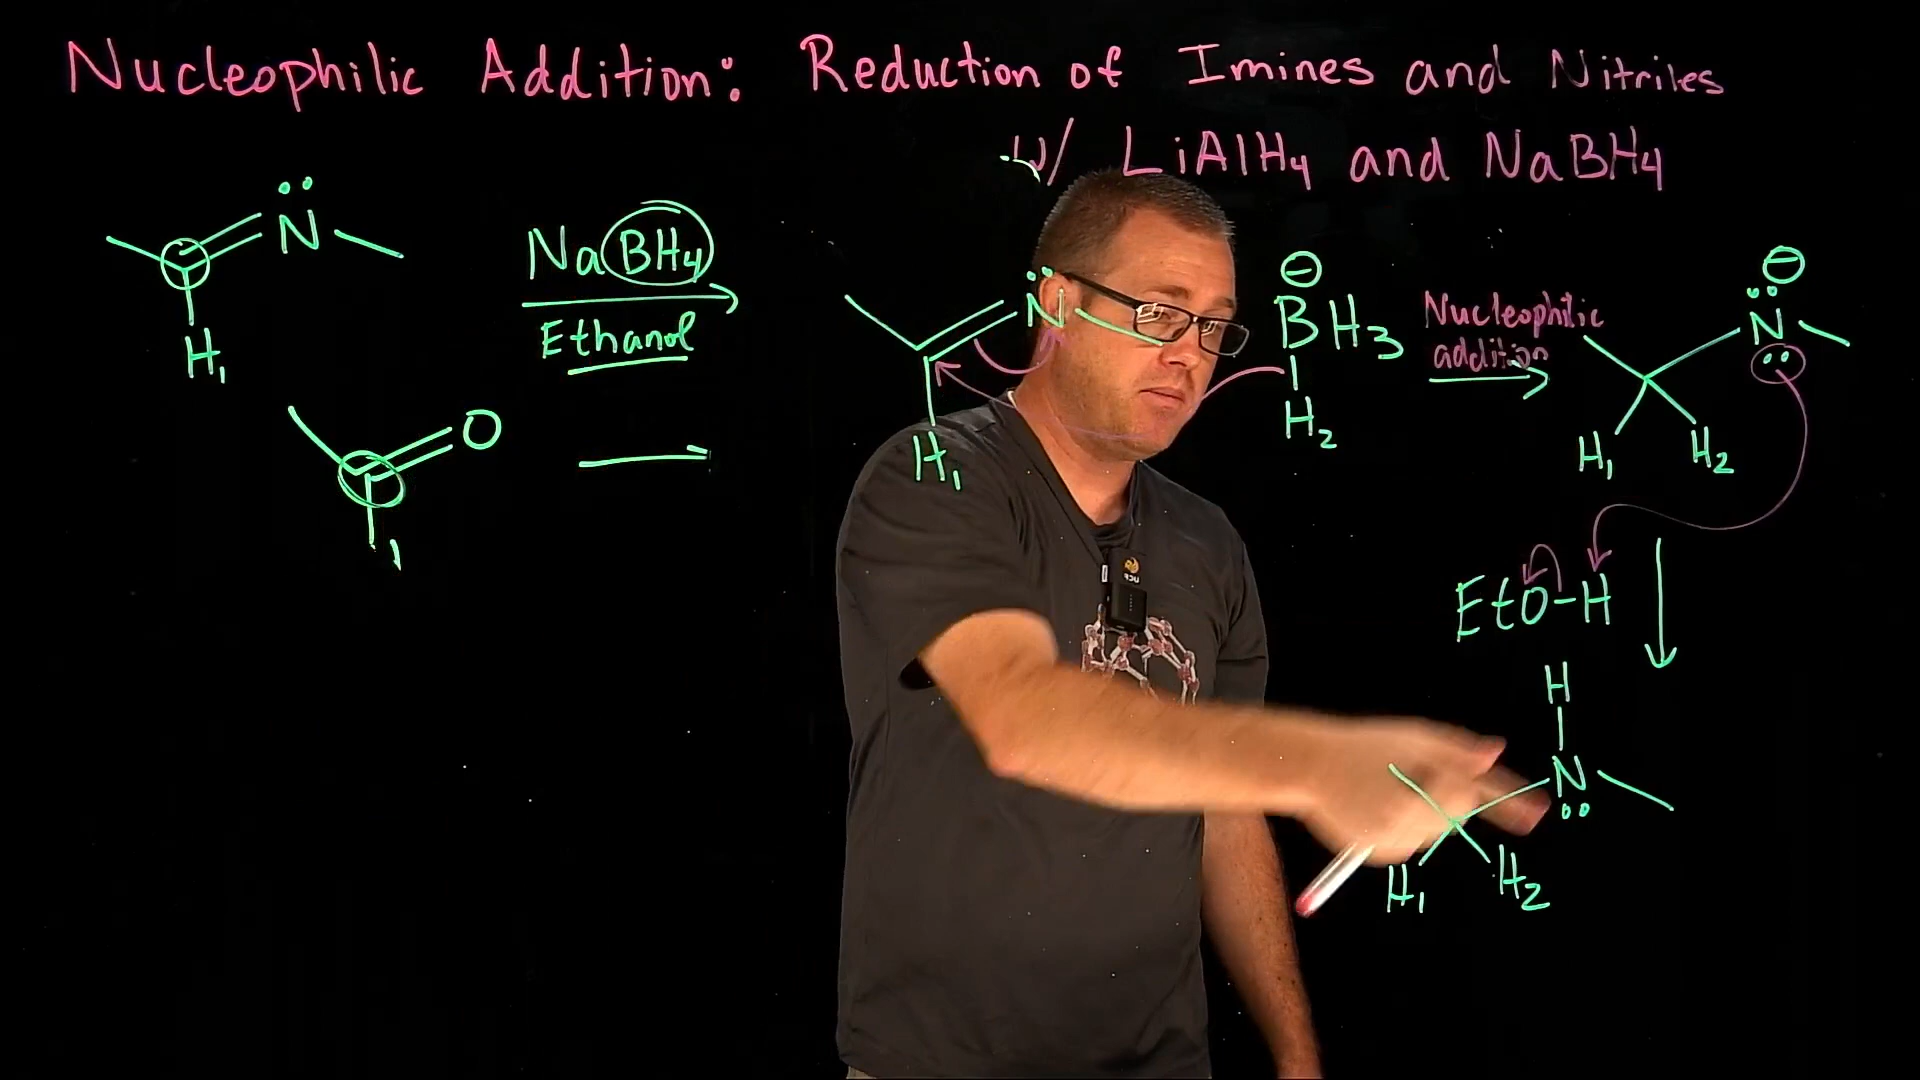 Nucleophilic Addition: Reduction of Imines and Nitriles
w/ LiAlH4 and NaBH4
N
H1
NaBH4
Ethanol
O
N
H1
BH3
H2
Nucleophilic
addition
N
H1 H2
EtO-H
H
N
H1 H2
UCF